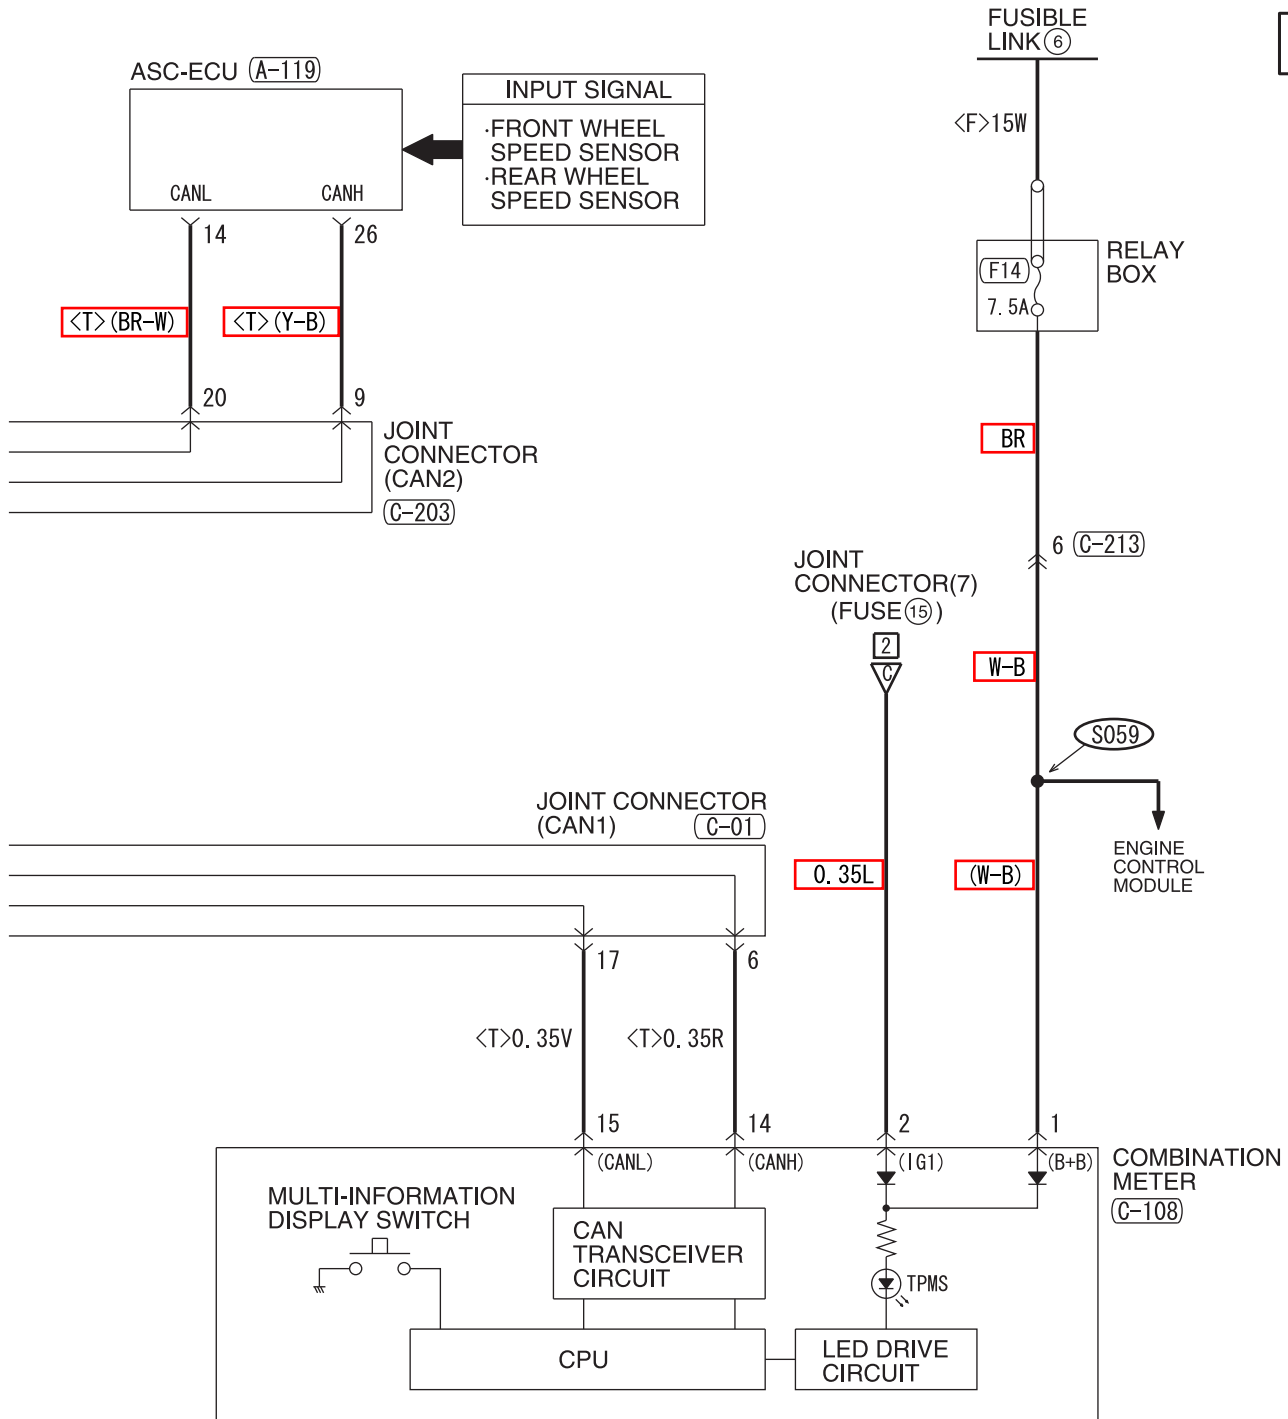 FUSIBLE
LINK 6
<F>15W
ASC-ECU A-119
INPUT SIGNAL
·FRONT WHEEL
SPEED SENSOR
·REAR WHEEL
SPEED SENSOR
CANL CANH
14 26
RELAY
BOX
F14
7.5A
<T>(BR-W) <T>(Y-B)
20 9
JOINT
CONNECTOR
(CAN2)
C-203
BR
6 C-213
JOINT
CONNECTOR(7)
(FUSE 15)
2
C
W-B
S059
ENGINE
CONTROL
MODULE
JOINT CONNECTOR
(CAN1) C-01
0.35L
(W-B)
17 6
<T>0.35V <T>0.35R
15 14 2 1
(CANL) (CANH) (IG1) (B+B)
COMBINATION
METER
C-108
MULTI-INFORMATION
DISPLAY SWITCH
CAN
TRANSCEIVER
CIRCUIT
TPMS
CPU
LED DRIVE
CIRCUIT